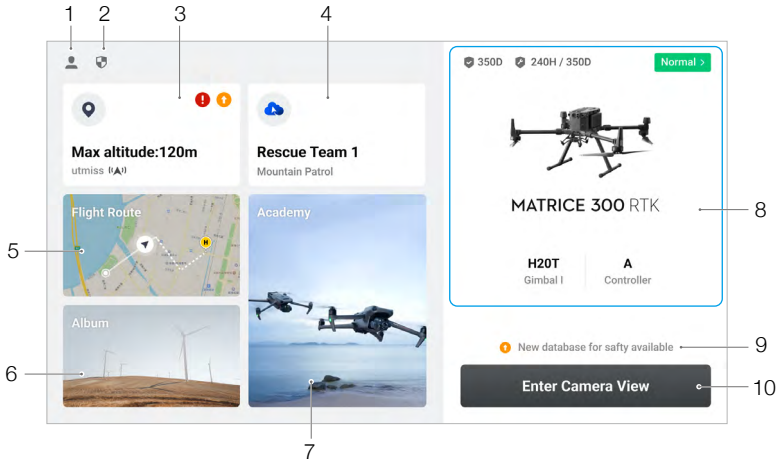 1
2
3
4
350D
240H / 350D
Normal >
Max altitude:120m
utmiss
Rescue Team 1
Mountain Patrol
Flight Route
H
Academy
MATRICE 300 RTK
5
8
H20T
A
Gimbal I
Controller
Album
New database for safty available
9
6
Enter Camera View
10
7